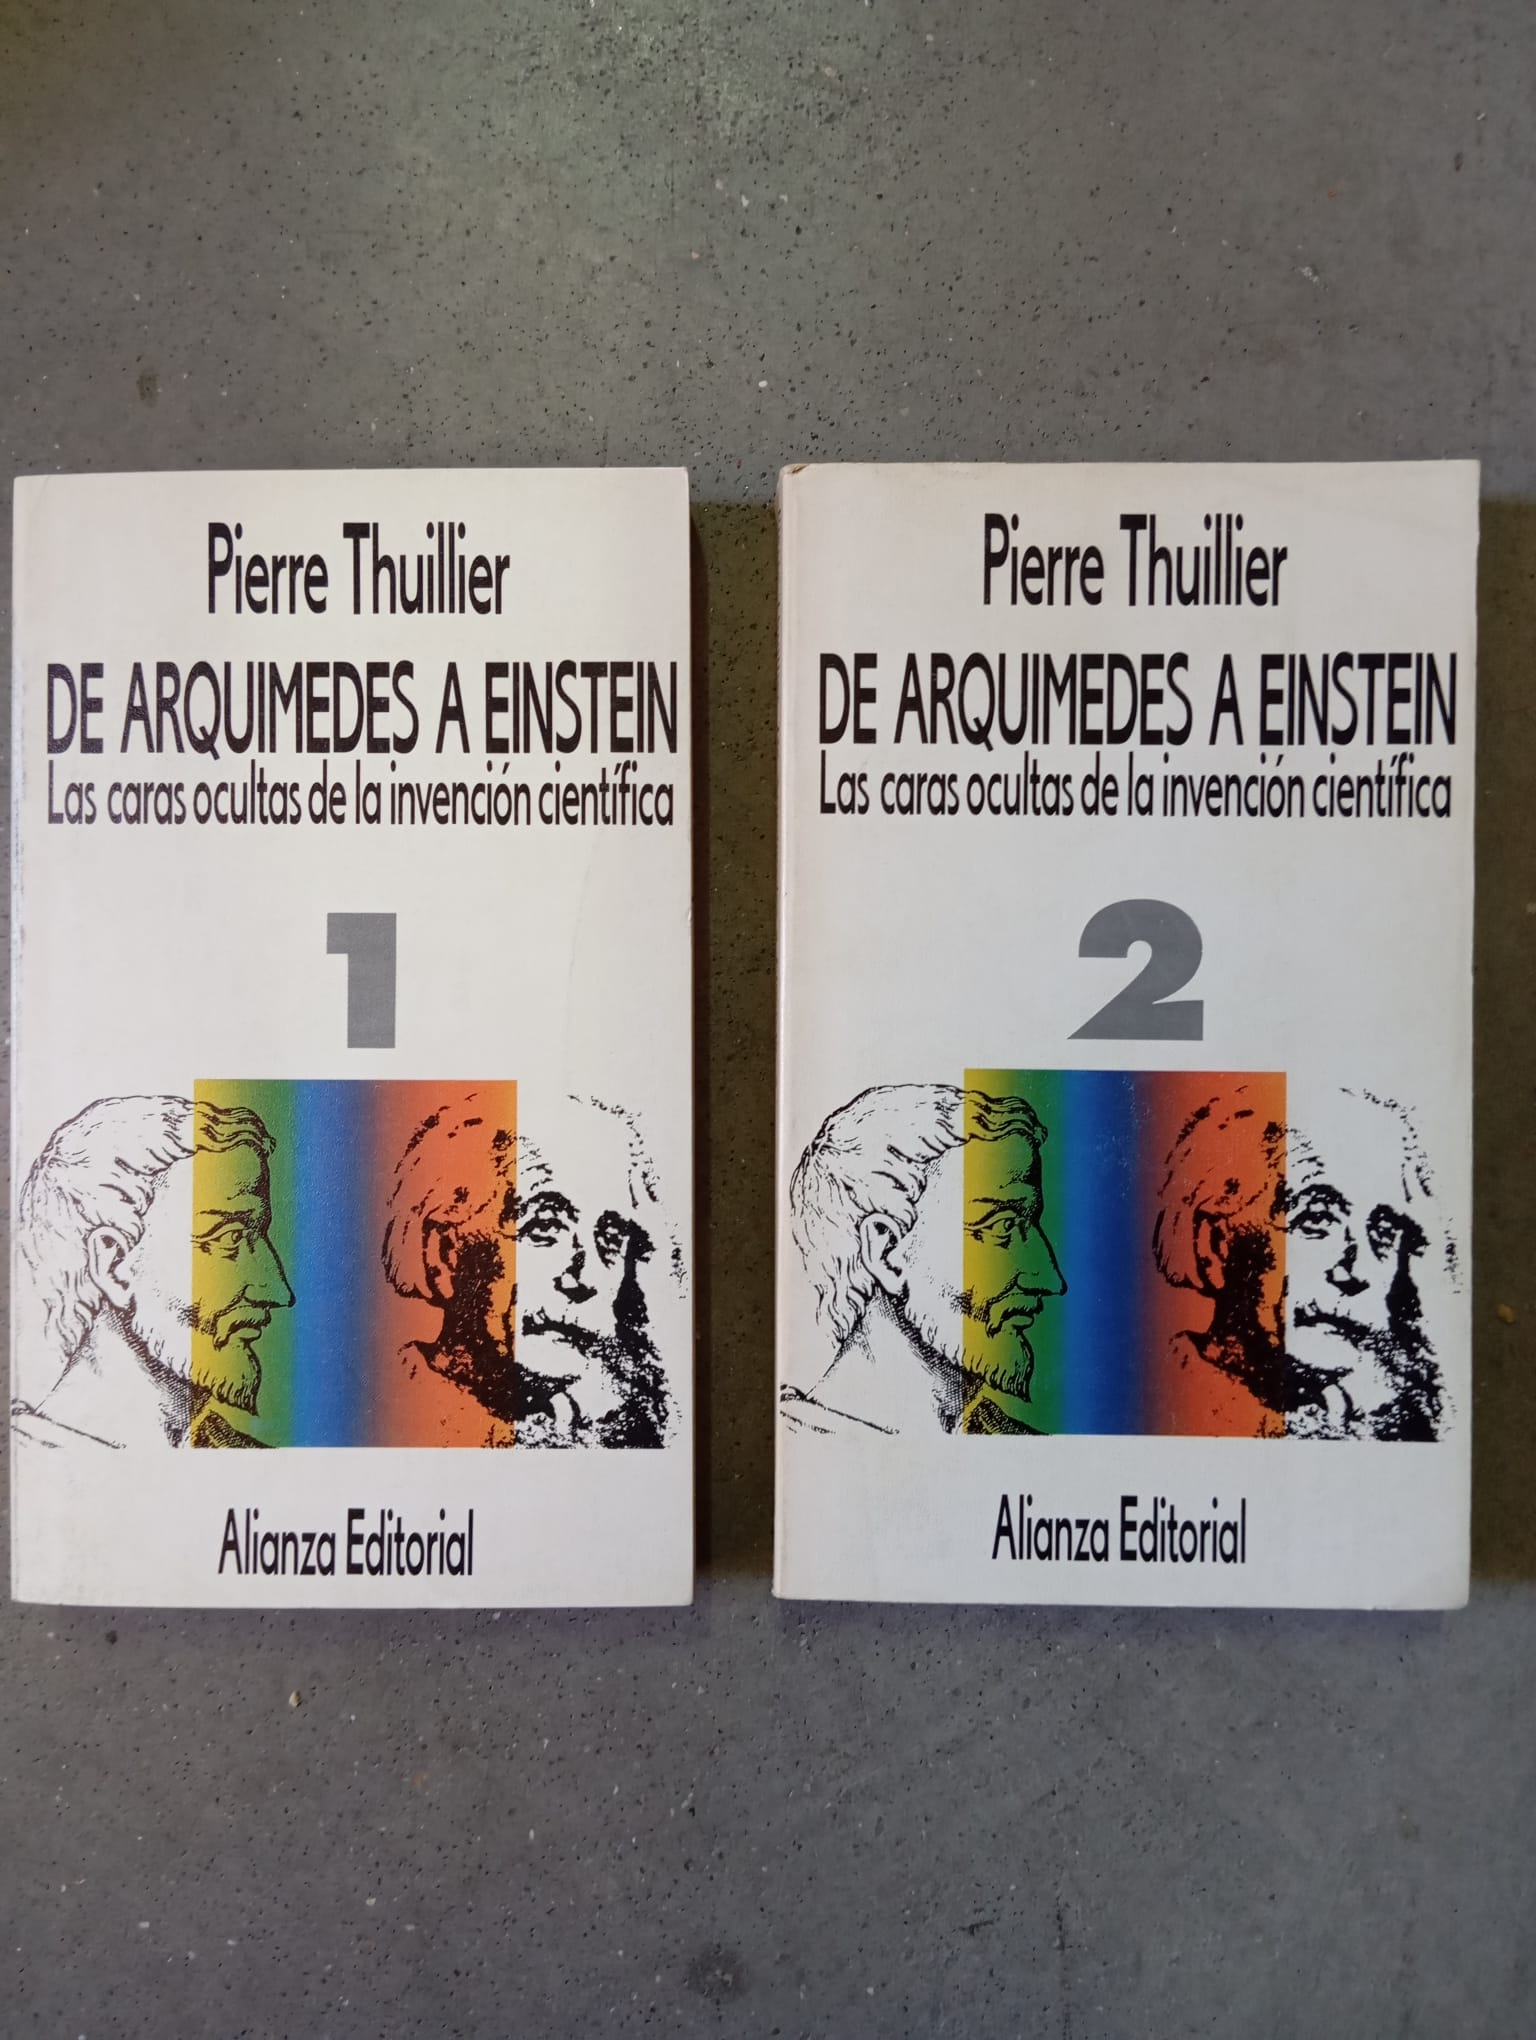 Pierre Thuillier
DE ARQUIMEDES A EINSTEIN
Las caras ocultas de la invención científica
1
Alianza Editorial
Pierre Thuillier
DE ARQUIMEDES A EINSTEIN
Las caras ocultas de la invención científica
2
Alianza Editorial